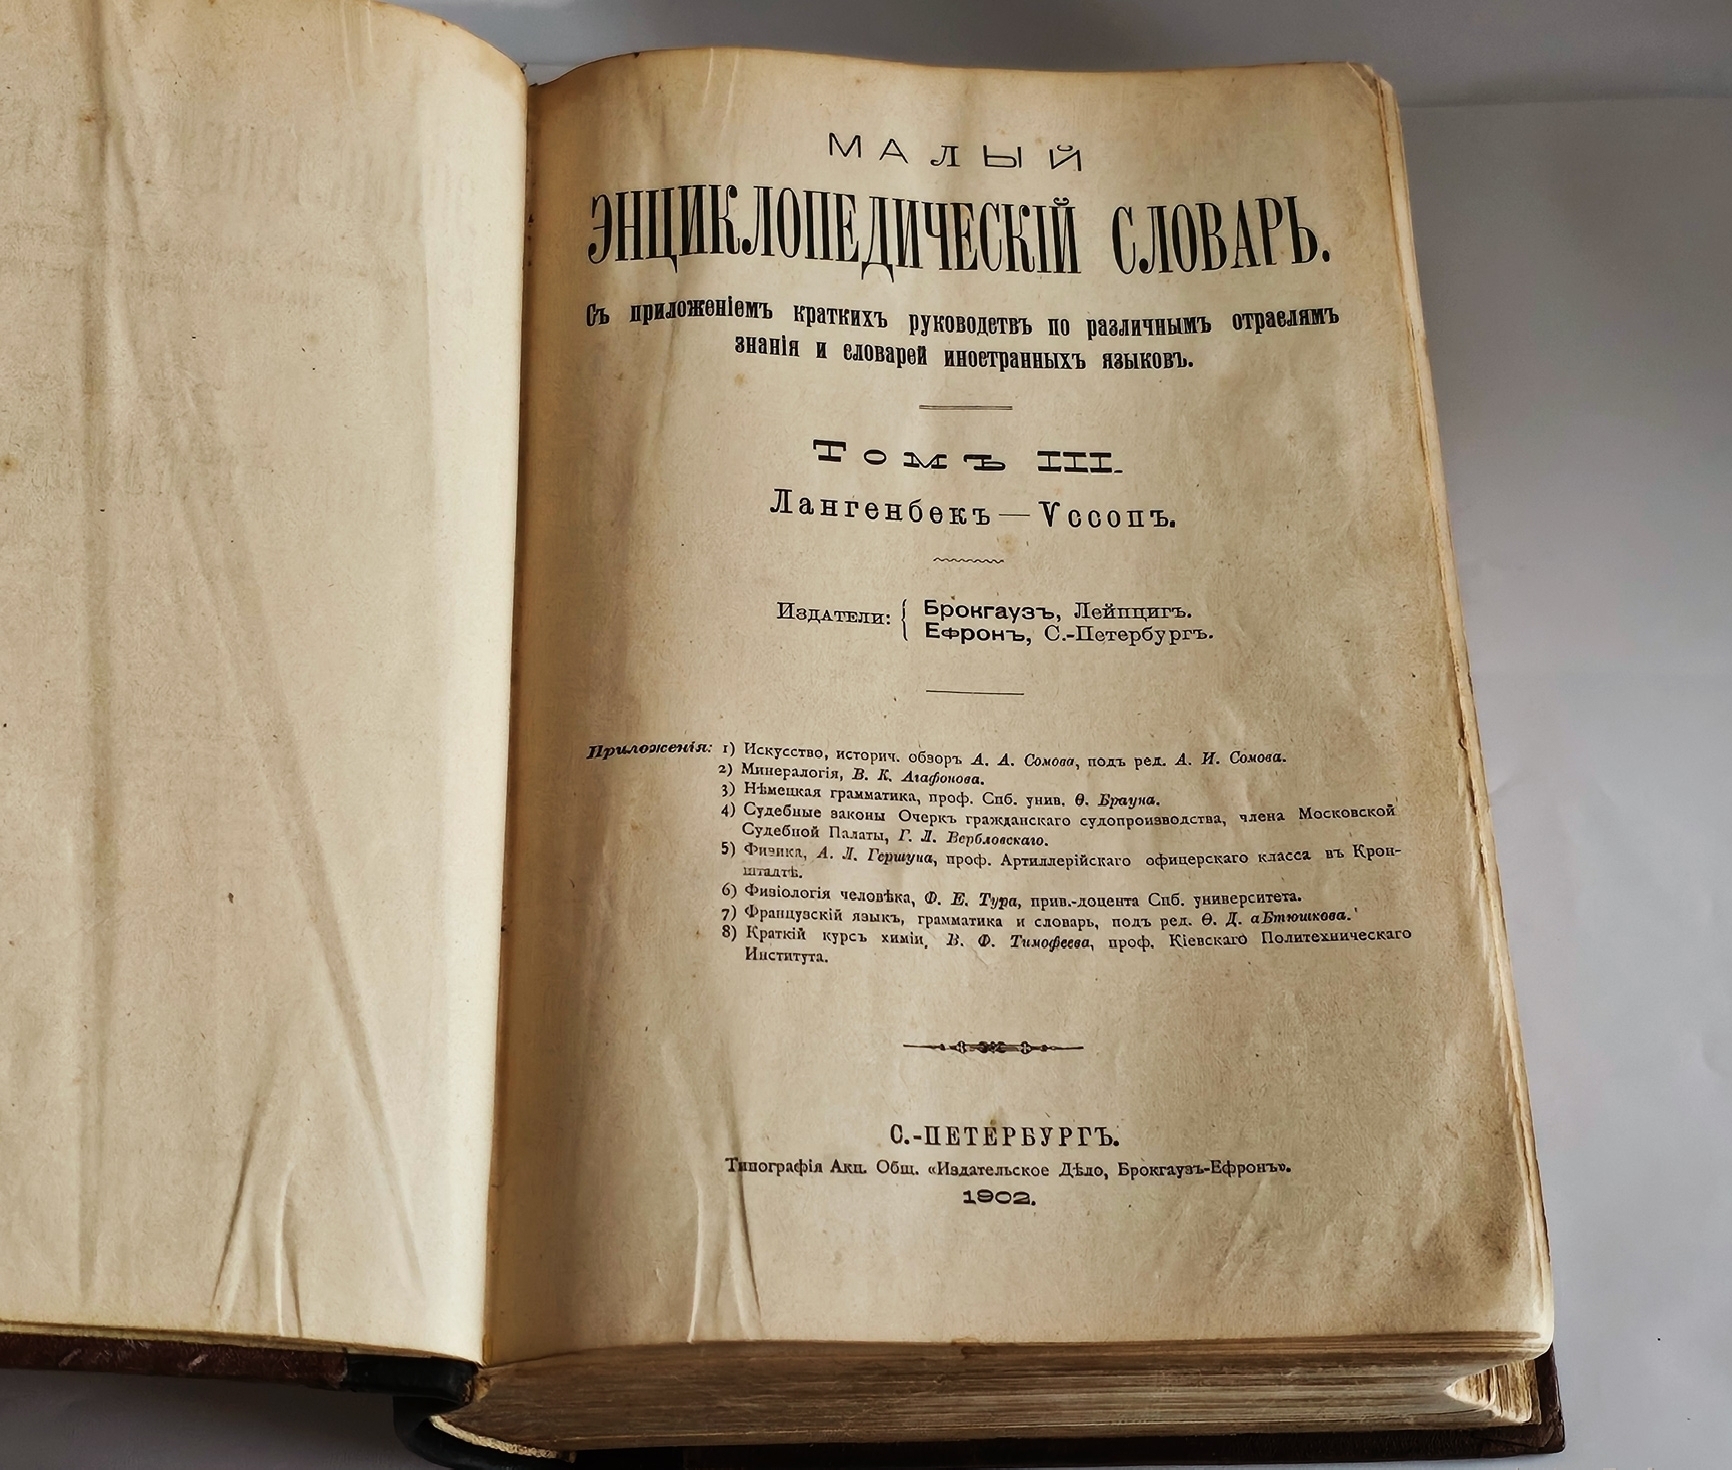 МАЛЫЙ
ЭНЦИКЛОПЕДИЧЕСКІЙ СЛОВАРЬ.
Съ приложеніемъ краткихъ руководствъ по различнымъ отраслямъ
знанія и словарей иностранныхъ языковъ.
Томъ III.
Лангенбекъ—Уссопъ.
Издатели: { Брокгаузъ, Лейпцигъ.
Ефронъ, С.-Петербургъ.
Приложенія: 1) Искусство, историч. обзоръ А. А. Сомова, подъ ред. А. И. Сомова.
2) Минералогія, В. К. Агафонова.
3) Нѣмецкая грамматика, проф. Спб. унив. Ѳ. Брауна.
4) Судебные законы Очеркъ гражданскаго судопроизводства, члена Московской
Судебной Палаты, Г. Л. Вербловскаго.
5) Физика, А. Л. Гершуна, проф. Артиллерійскаго офицерскаго класса въ Крон-
штадтѣ.
6) Физіологія человѣка, Ф. Е. Тура, прив.-доцента Спб. университета.
7) Французскій языкъ, грамматика и словарь, подъ ред. Ѳ. Д. аБтюшкова.
8) Краткій курсъ химіи, В. Ф. Тимофеева, проф. Кіевскаго Политехническаго
Института.
С.-ПЕТЕРБУРГЪ.
Типографія Акц. Общ. «Издательское Дѣло, Брокгаузъ-Ефронъ».
1902.